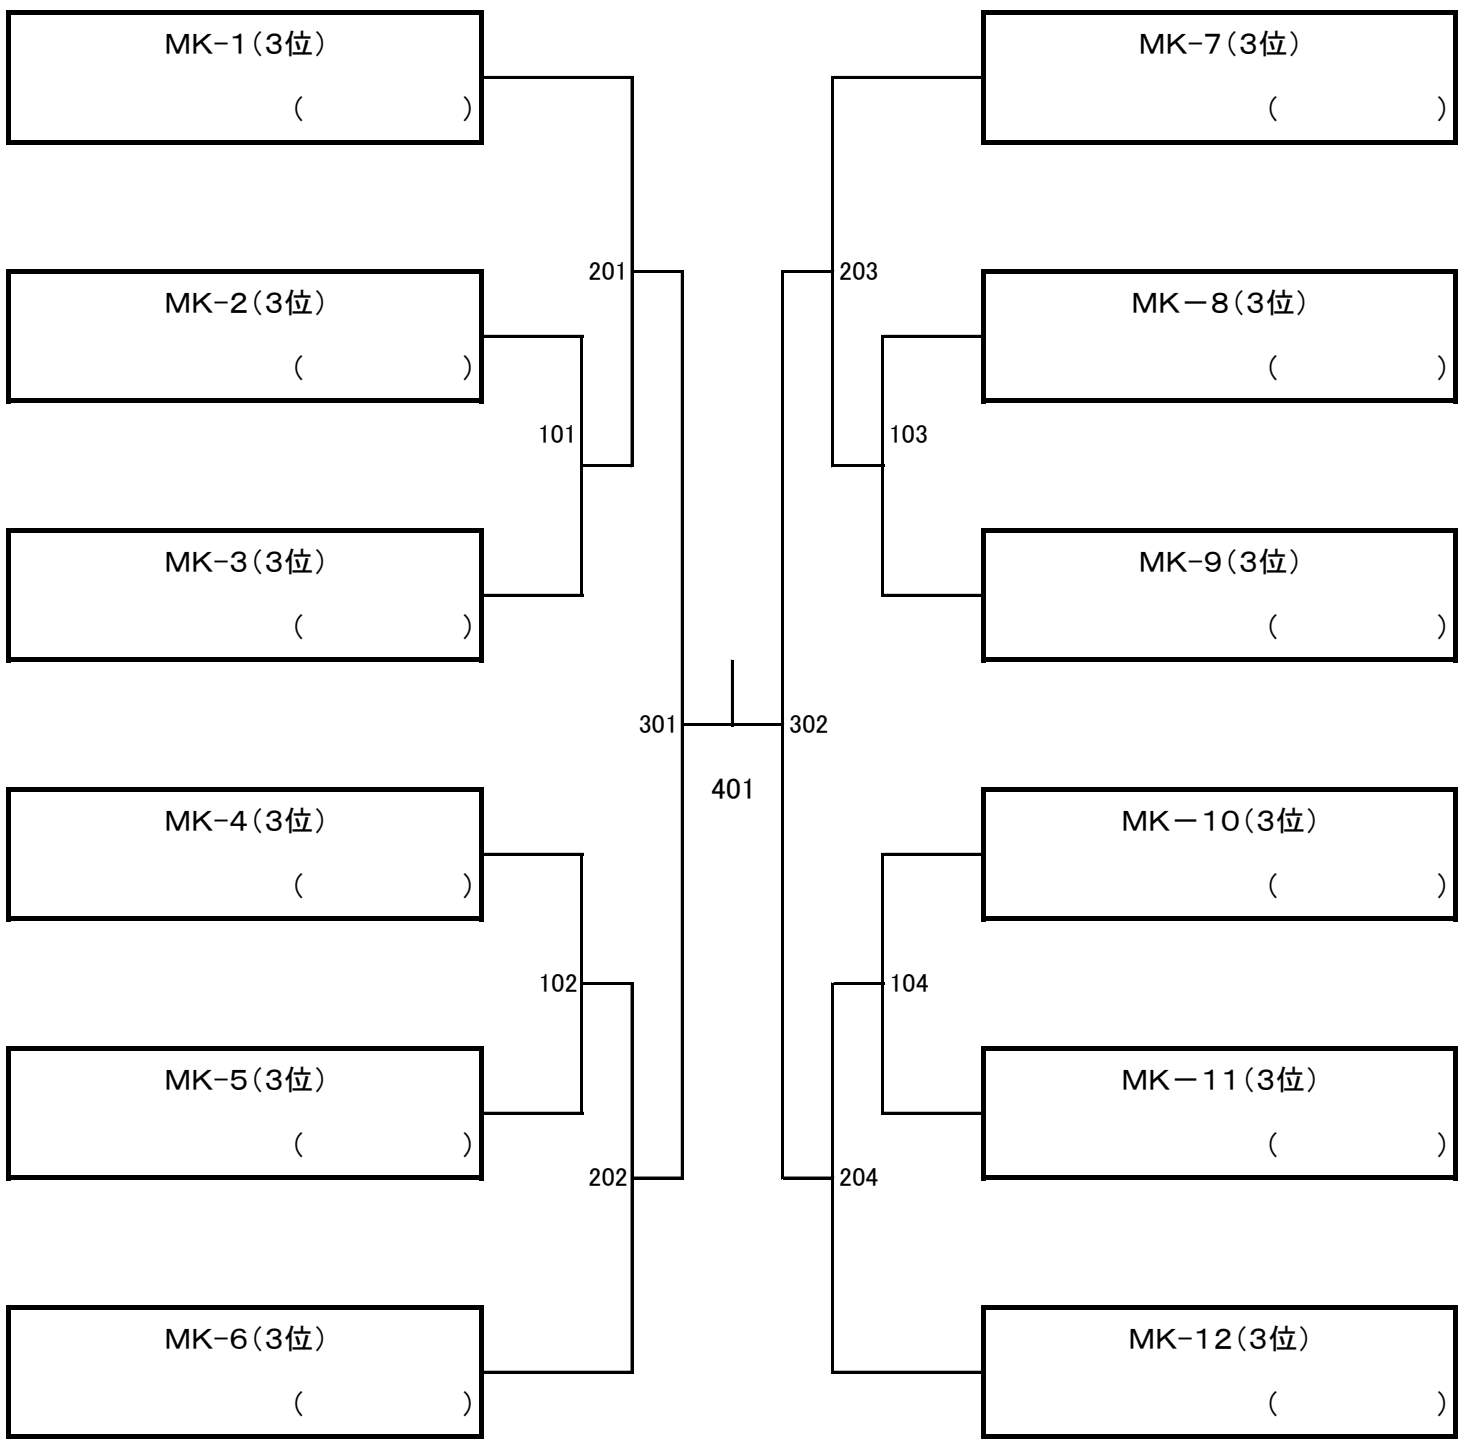 MK-1(3位)
(　　　　)
MK-2(3位)
(　　　　)
MK-3(3位)
(　　　　)
MK-4(3位)
(　　　　)
MK-5(3位)
(　　　　)
MK-6(3位)
(　　　　)
201
101
301
102
202
401
203
103
302
104
204
MK-7(3位)
(　　　　)
MK－8(3位)
(　　　　)
MK-9(3位)
(　　　　)
MK－10(3位)
(　　　　)
MK－11(3位)
(　　　　)
MK-12(3位)
(　　　　)